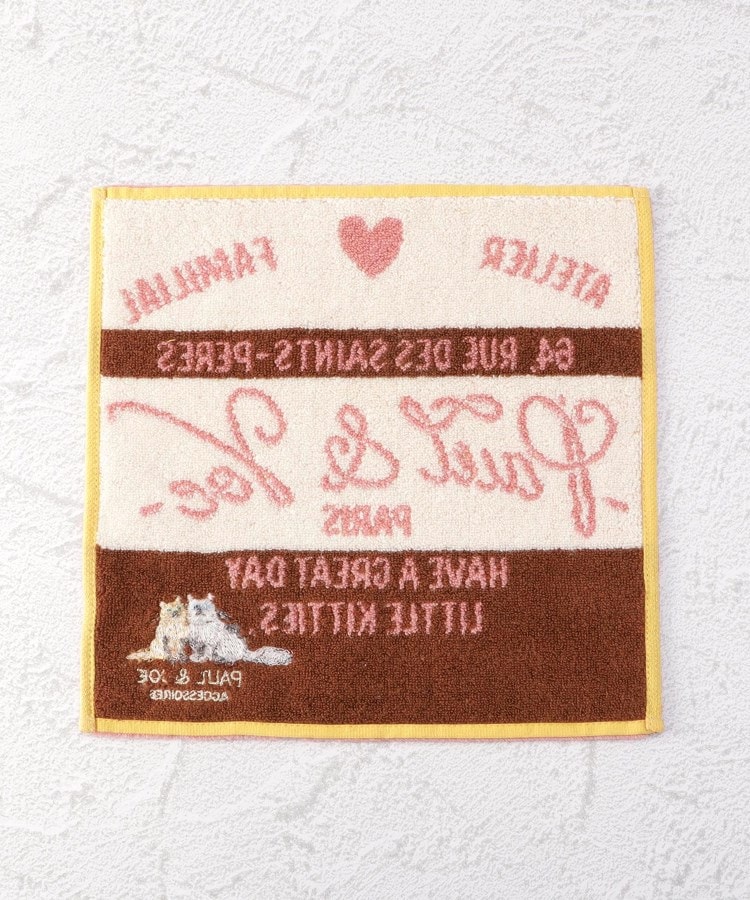 ATELIER FAMILIAL
64, RUE DES SAINTS-PERES
-Paul & Joe-
PARIS
HAVE A GREAT DAY
LITTLE KITTIES.
PAUL & JOE
ACCESSOIRES